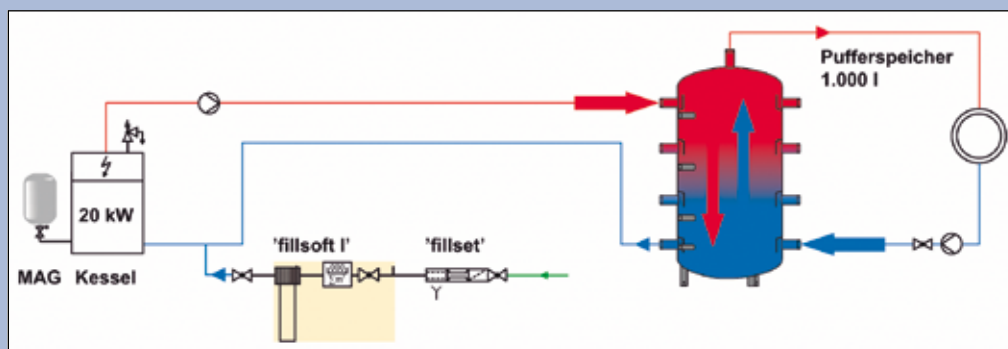 Pufferspeicher
1.000 l
20 kW
'fillsoft I'
'fillset'
MAG Kessel